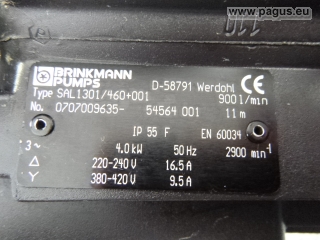 www.pagus.eu
BRINKMANN PUMPS D-58791 Werdohl CE
Type SAL1301/460+001 900 l/min
No. 0707009635- 54564 001 11 m
IP 55 F EN 60034
3~ 4.0 kW 50 Hz 2900 min⁻¹
Δ 220-240 V 16.5 A
Y 380-420 V 9.5 A